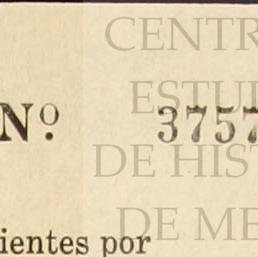 CENTR
Nº 3757
ESTU
DE HIST
DE ME
ientes por